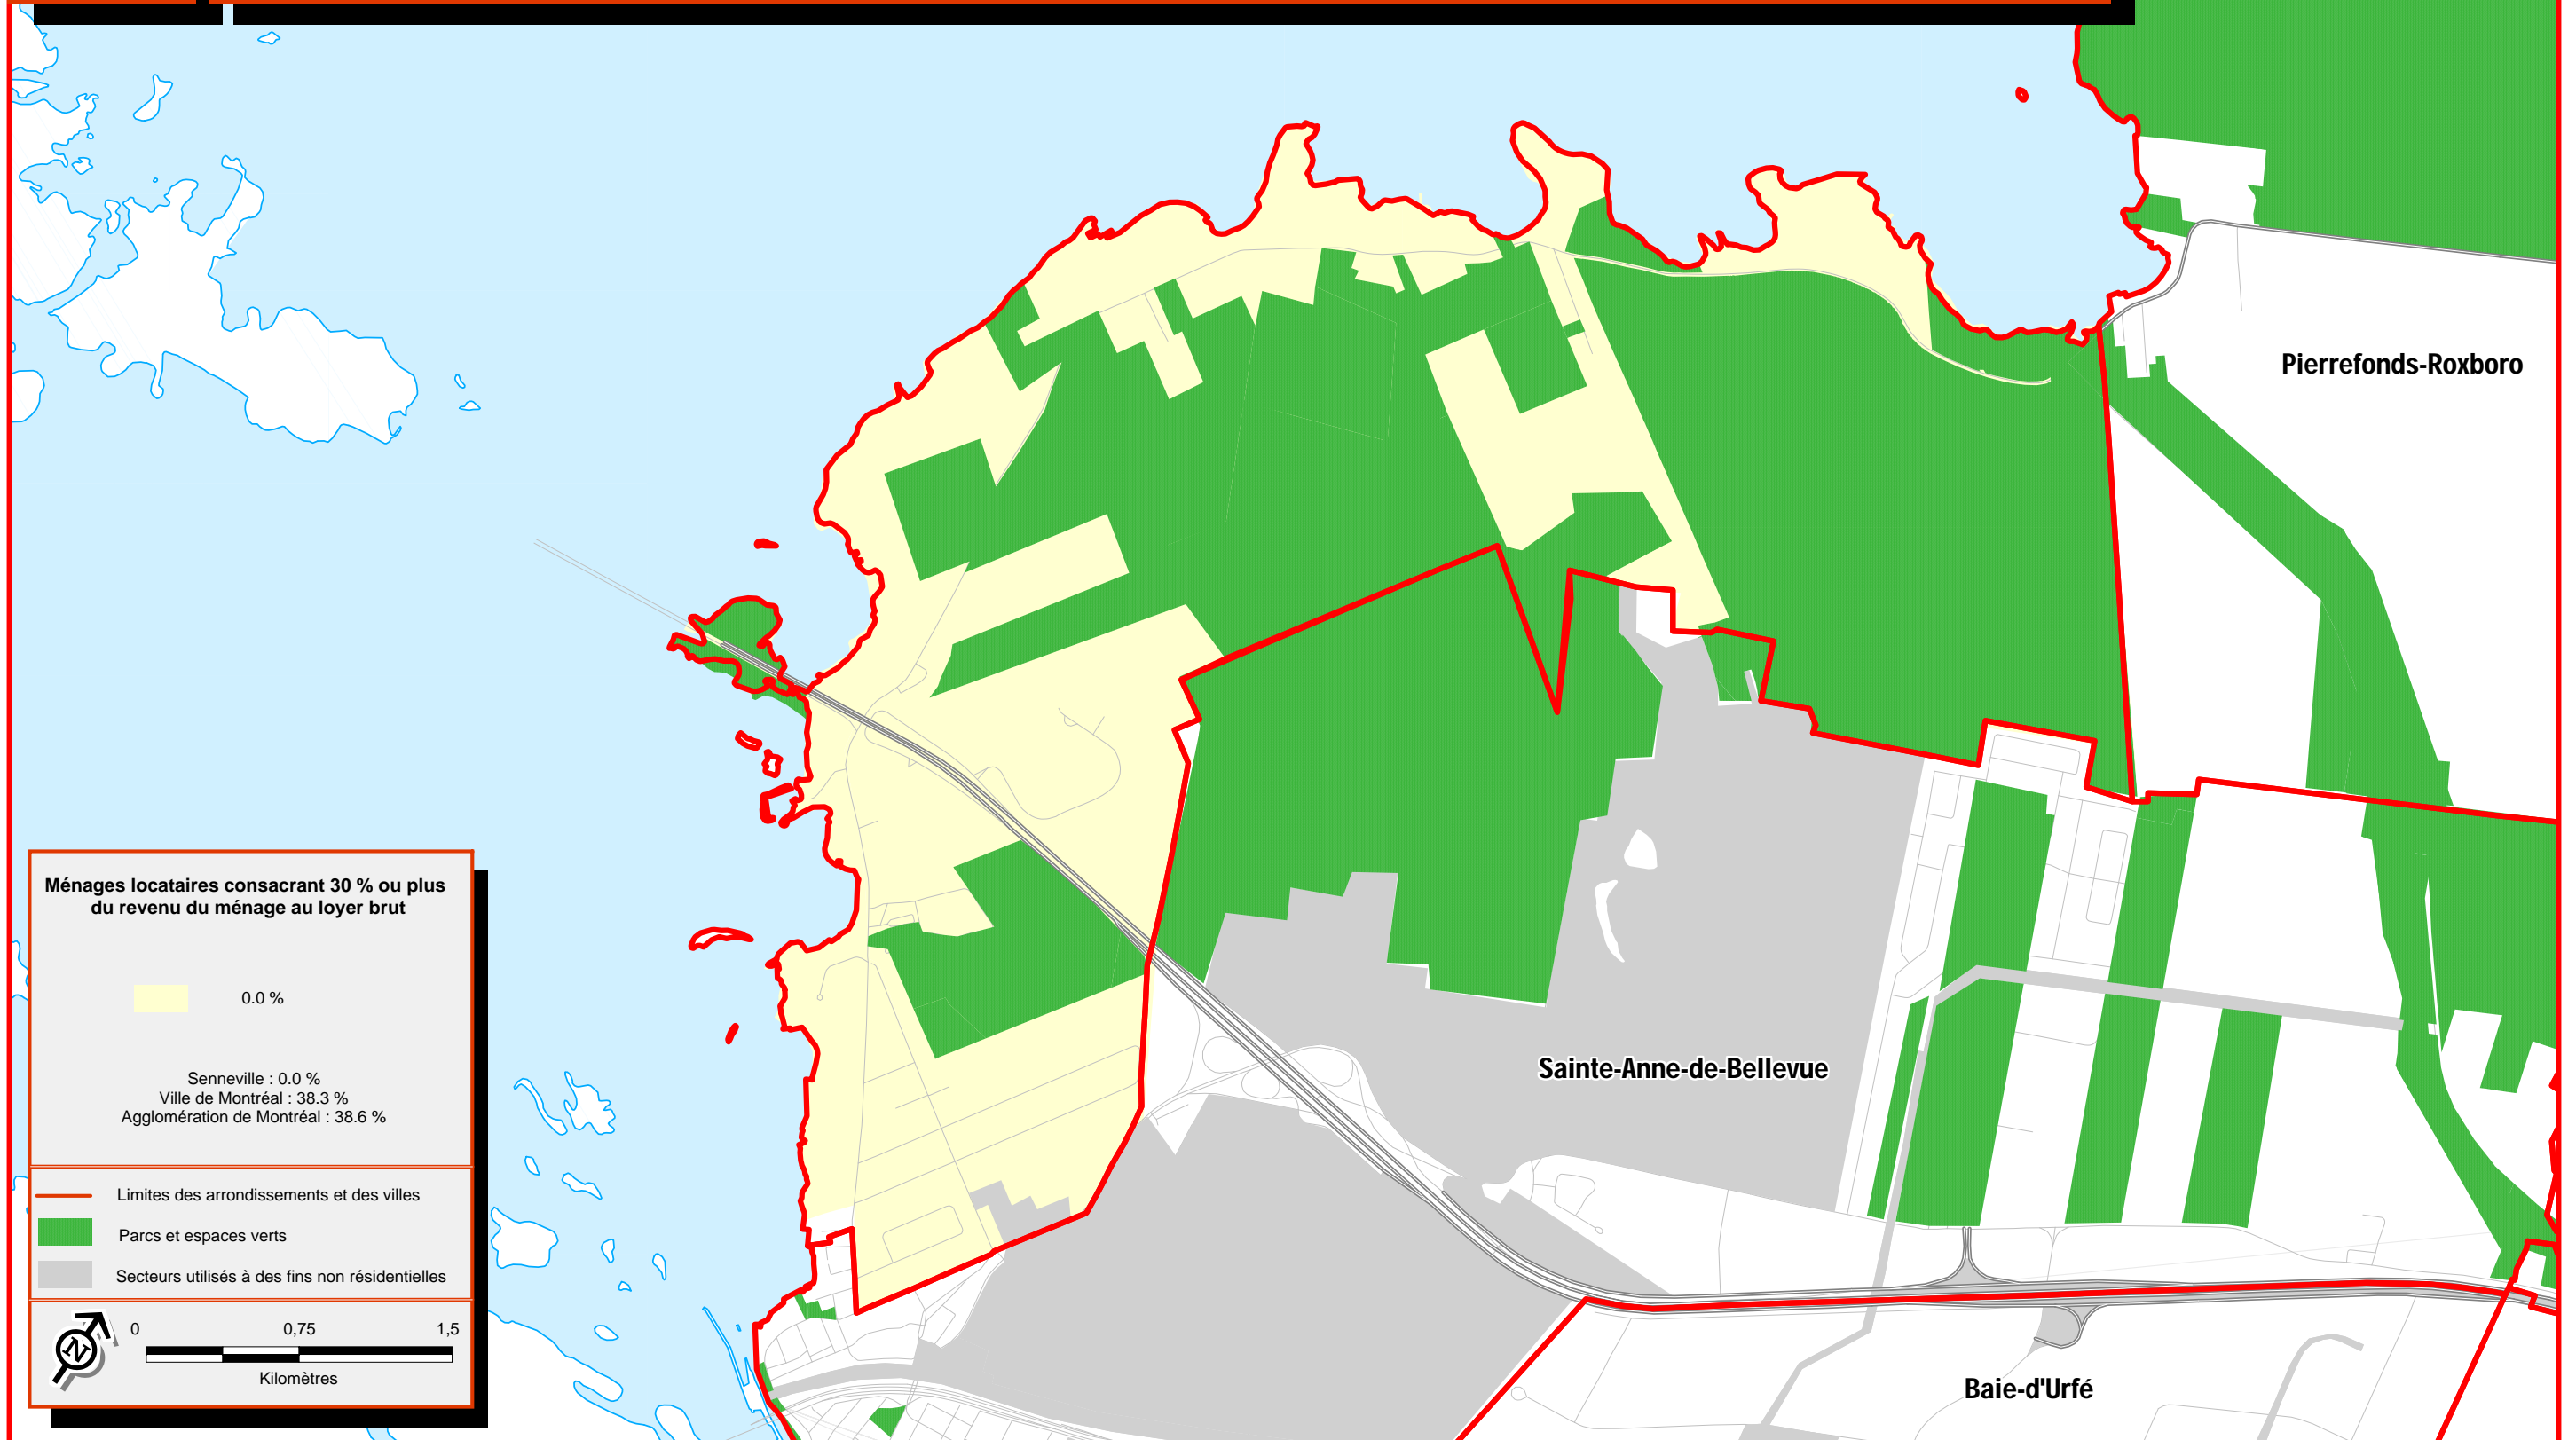 Pierrefonds-Roxboro
Sainte-Anne-de-Bellevue
Baie-d'Urfé
Ménages locataires consacrant 30 % ou plus
du revenu du ménage au loyer brut
0.0 %
Senneville : 0.0 %
Ville de Montréal : 38.3 %
Agglomération de Montréal : 38.6 %
Limites des arrondissements et des villes
Parcs et espaces verts
Secteurs utilisés à des fins non résidentielles
N
0 0,75 1,5
Kilomètres